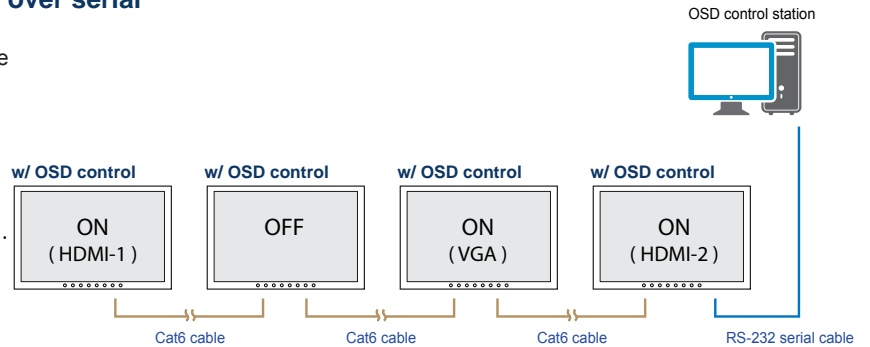 over serial
OSD control station
e
w/ OSD control w/ OSD control w/ OSD control w/ OSD control
ON
( HDMI-1 )
OFF
ON
( VGA )
ON
( HDMI-2 )
.
Cat6 cable Cat6 cable Cat6 cable RS-232 serial cable